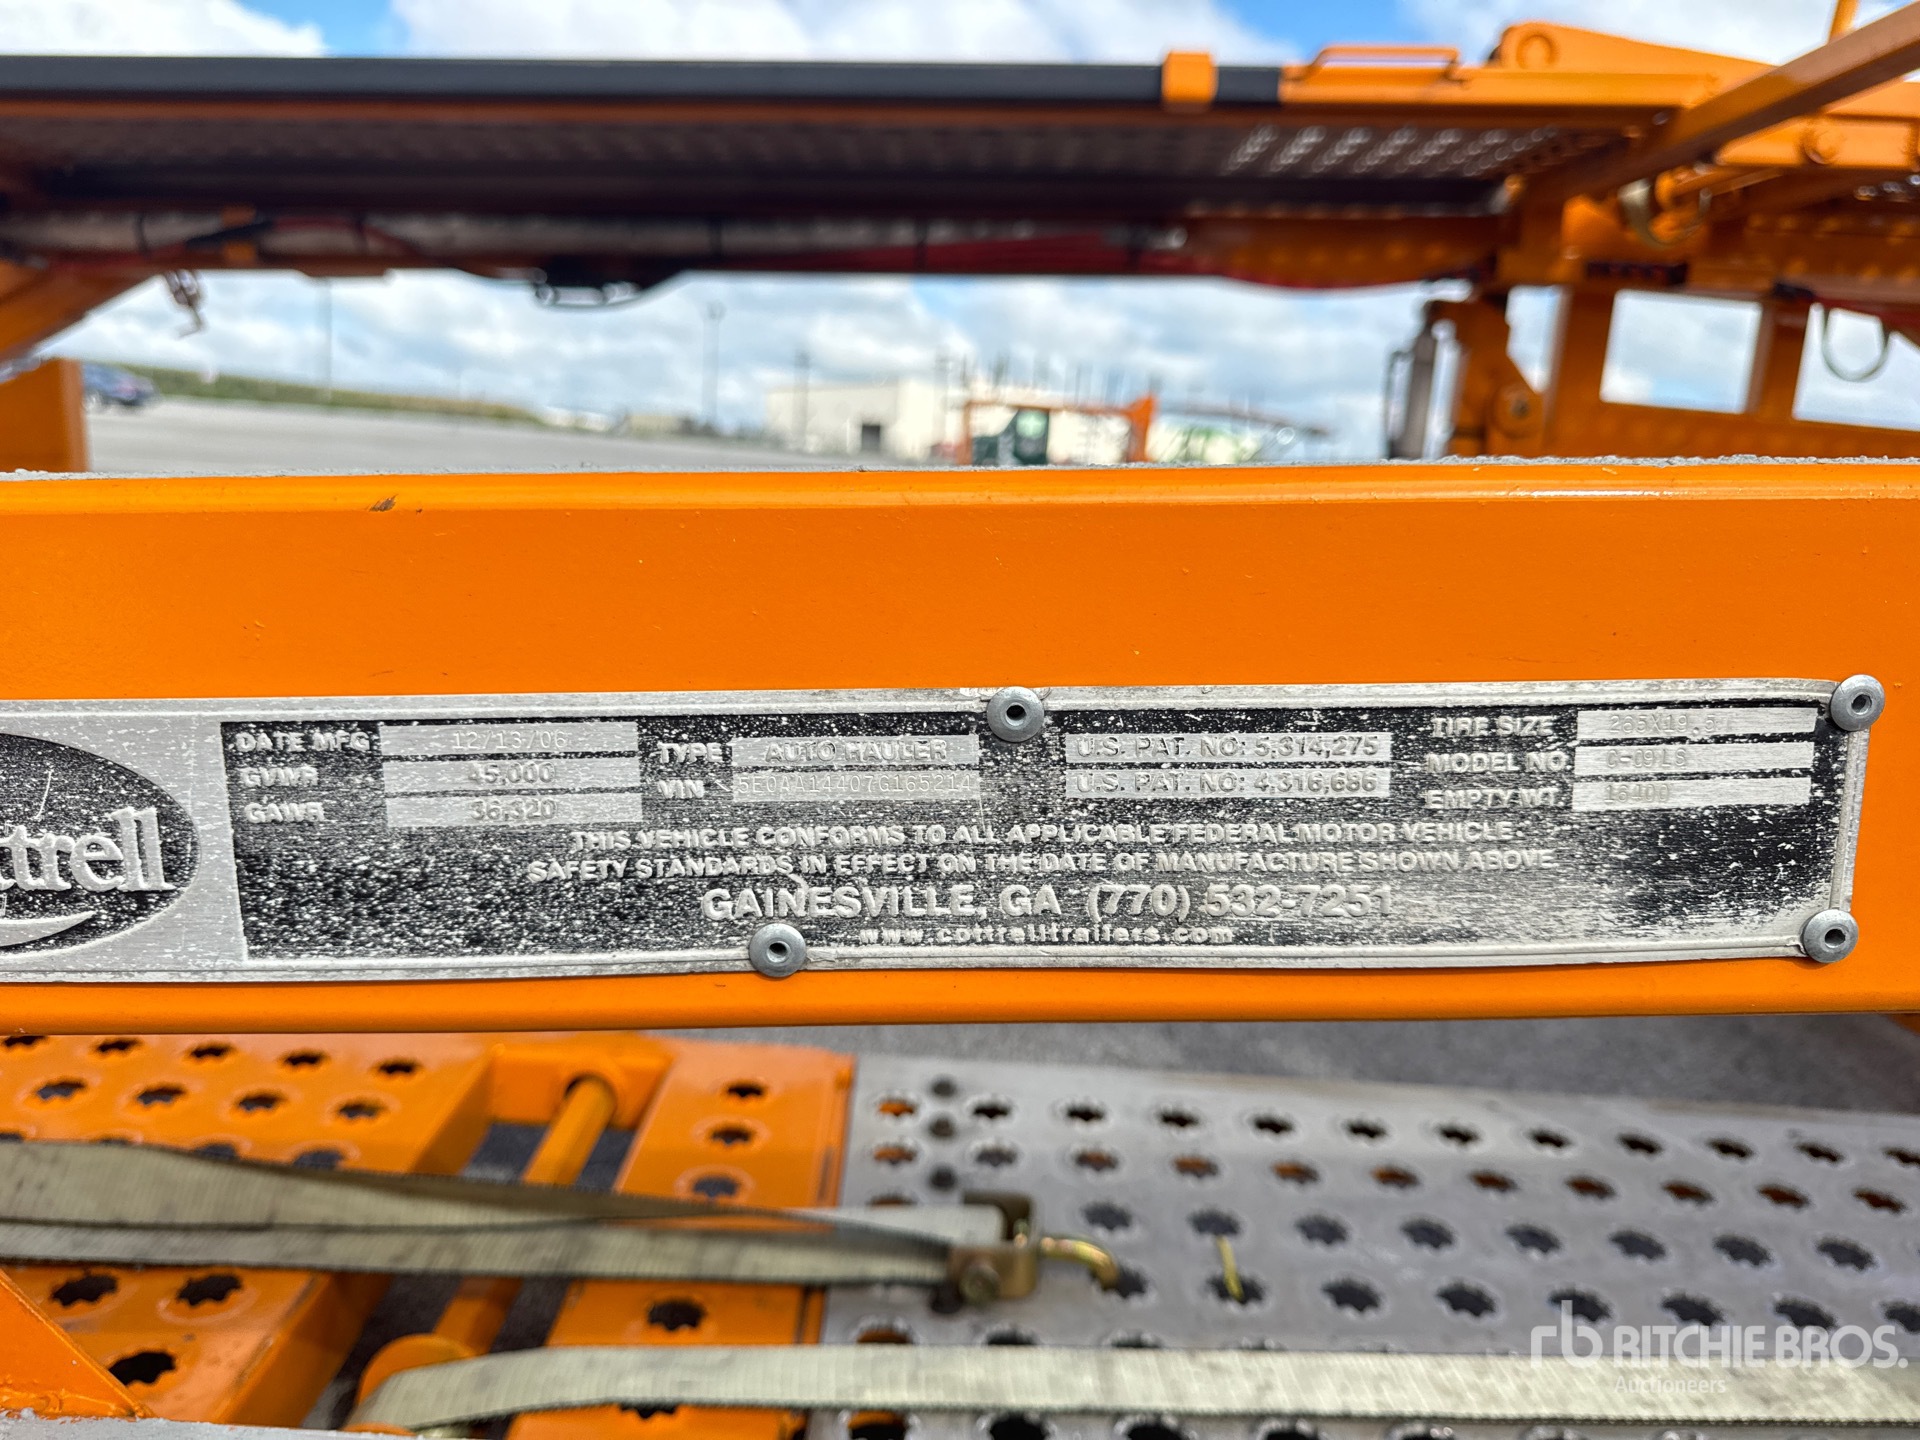 ttrell
DATE MFG 12/13/06
GVWR 45,000
GAWR 36,320
TYPE AUTO HAULER
VIN 5E0AA14407G165214
U.S. PAT. NO: 5,314,275
U.S. PAT. NO: 4,316,686
TIRE SIZE
MODEL NO. C-09LS
EMPTY WT. 16400
THIS VEHICLE CONFORMS TO ALL APPLICABLE FEDERAL MOTOR VEHICLE
SAFETY STANDARDS IN EFFECT ON THE DATE OF MANUFACTURE SHOWN ABOVE
GAINESVILLE, GA (770) 532-7251
www.cottrelltrailers.com
rb RITCHIE BROS.
Auctioneers